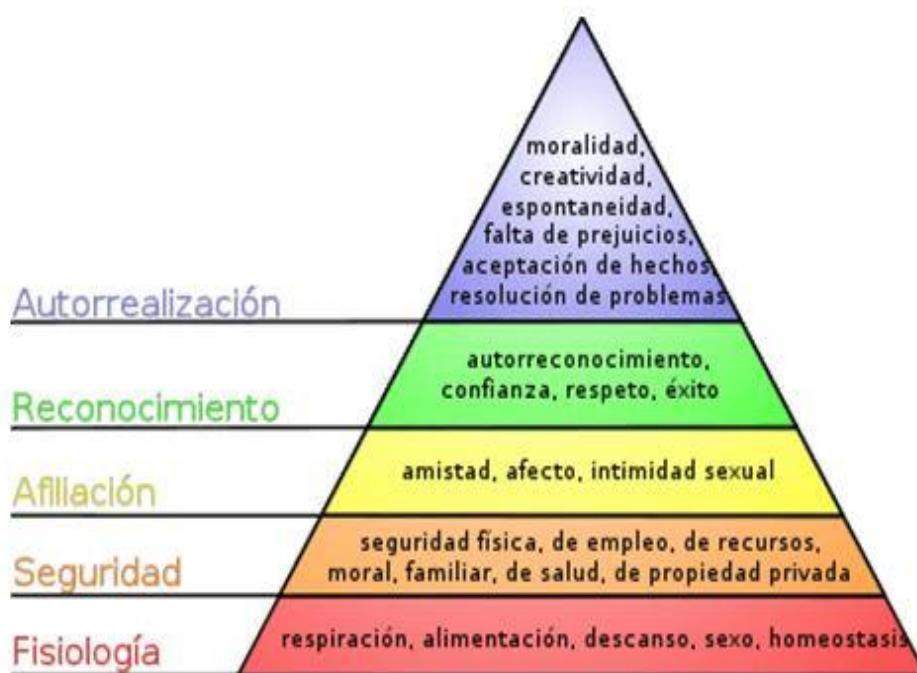 moralidad,
creatividad,
espontaneidad,
falta de prejuicios,
aceptación de hechos,
resolución de problemas
Autorrealización
autorreconocimiento,
confianza, respeto, éxito
Reconocimiento
amistad, afecto, intimidad sexual
Afiliación
seguridad física, de empleo, de recursos,
moral, familiar, de salud, de propiedad privada
Seguridad
respiración, alimentación, descanso, sexo, homeostasis
Fisiología